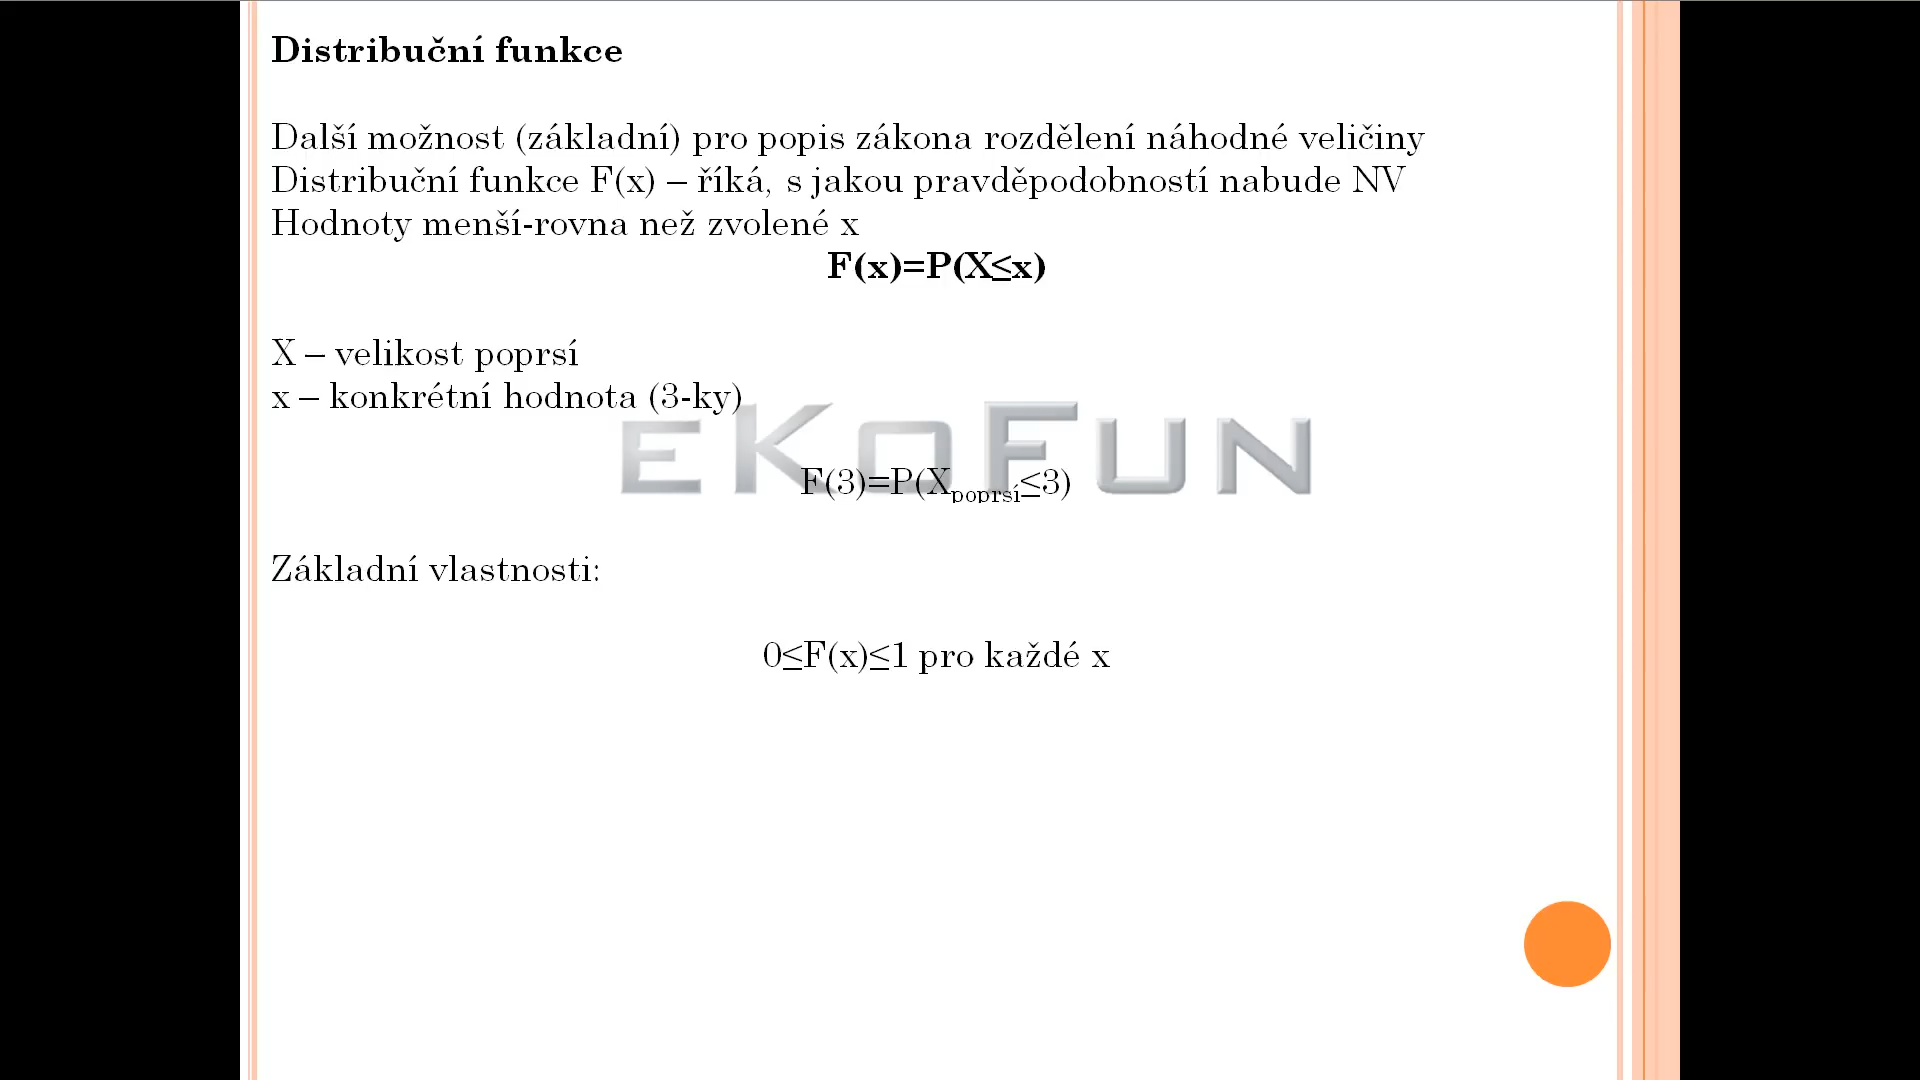 Distribuční funkce
Další možnost (základní) pro popis zákona rozdělení náhodné veličiny
Distribuční funkce F(x) – říká, s jakou pravděpodobností nabude NV
Hodnoty menší-rovna než zvolené x
F(x)=P(X≤x)
X – velikost poprsí
x – konkrétní hodnota (3-ky)
EKOFUN
F(3)=P(Xpoprsí≤3)
Základní vlastnosti:
0≤F(x)≤1 pro každé x